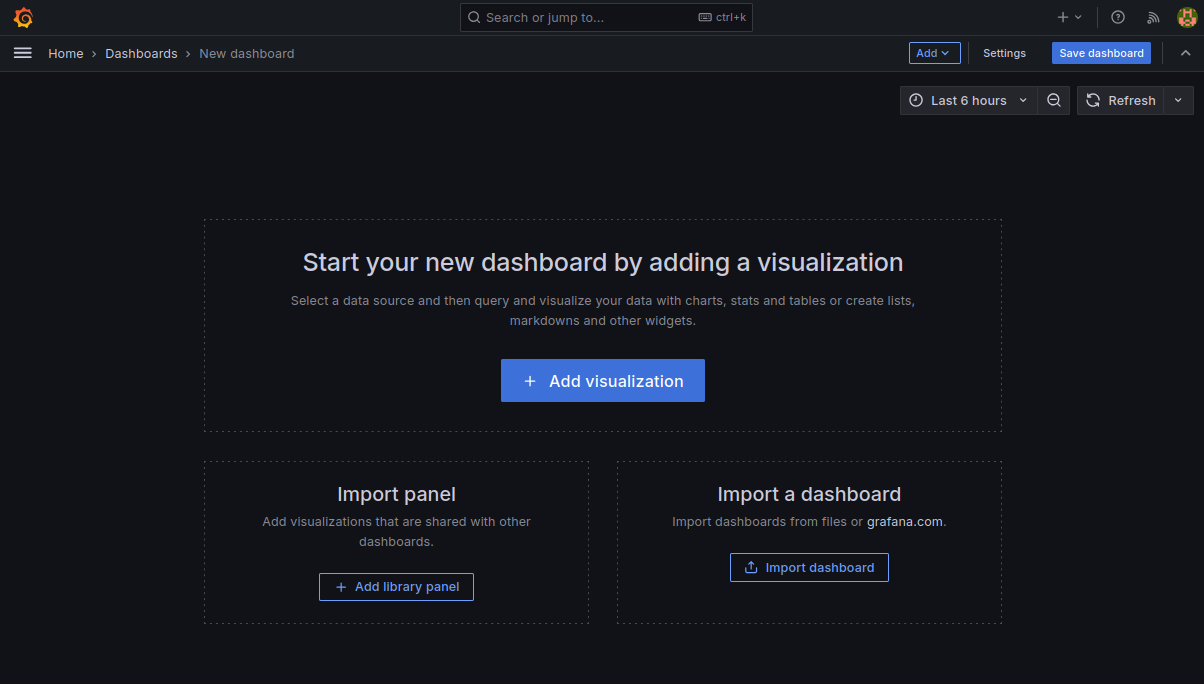 Search or jump to... ctrl+k
Home › Dashboards › New dashboard Add Settings Save dashboard
Last 6 hours Refresh
Start your new dashboard by adding a visualization
Select a data source and then query and visualize your data with charts, stats and tables or create lists,
markdowns and other widgets.
+ Add visualization
Import panel
Add visualizations that are shared with other
dashboards.
+ Add library panel
Import a dashboard
Import dashboards from files or grafana.com.
Import dashboard